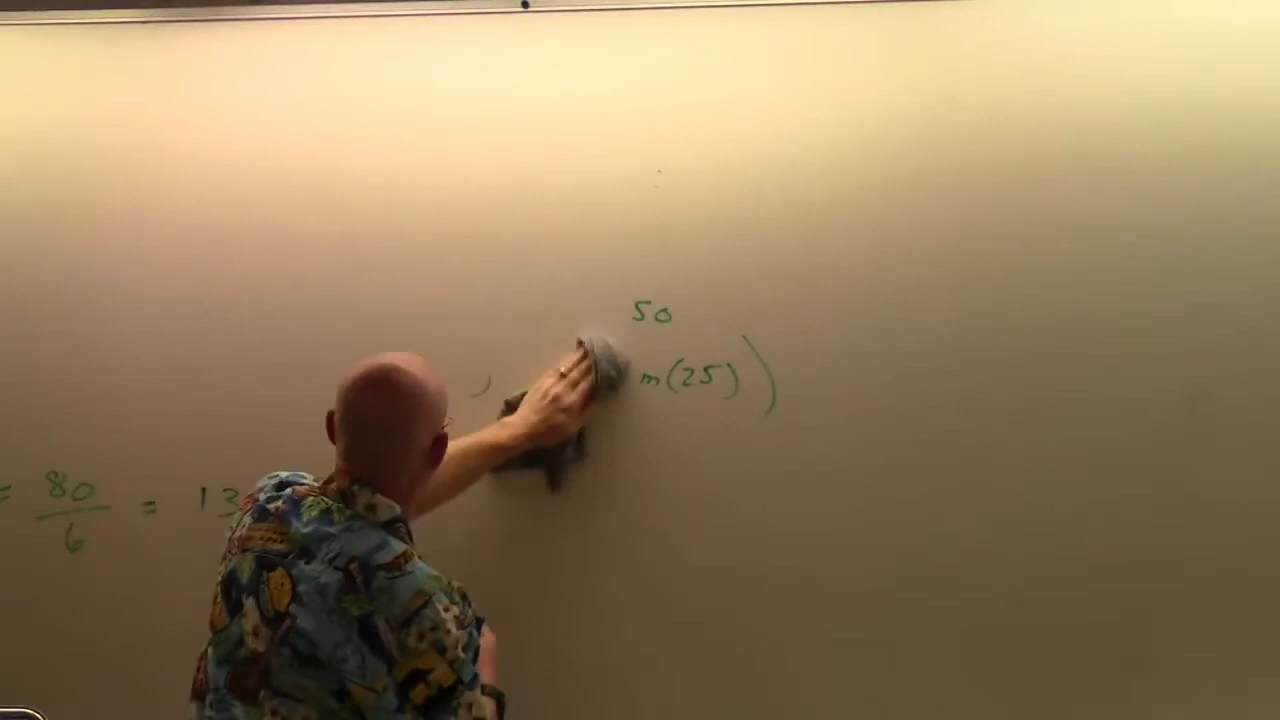 50
) m(25) )
= 80/6 = 13